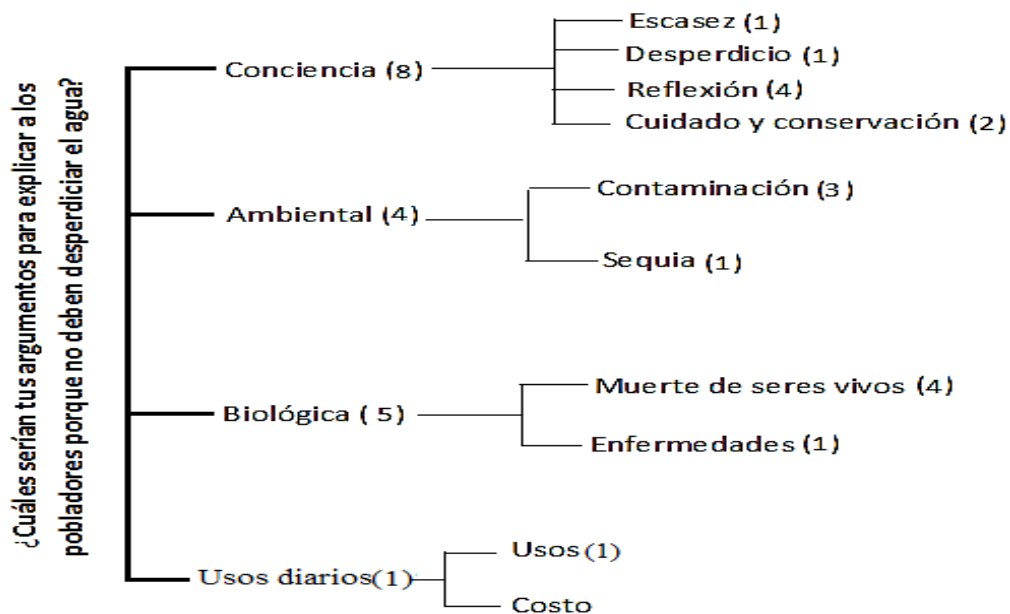 ¿Cuáles serían tus argumentos para explicar a los
pobladores porque no deben desperdiciar el agua?
Conciencia (8)
Escasez (1)
Desperdicio (1)
Reflexión (4)
Cuidado y conservación (2)
Ambiental (4)
Contaminación (3)
Sequia (1)
Biológica ( 5)
Muerte de seres vivos (4)
Enfermedades (1)
Usos diarios(1)
Usos (1)
Costo